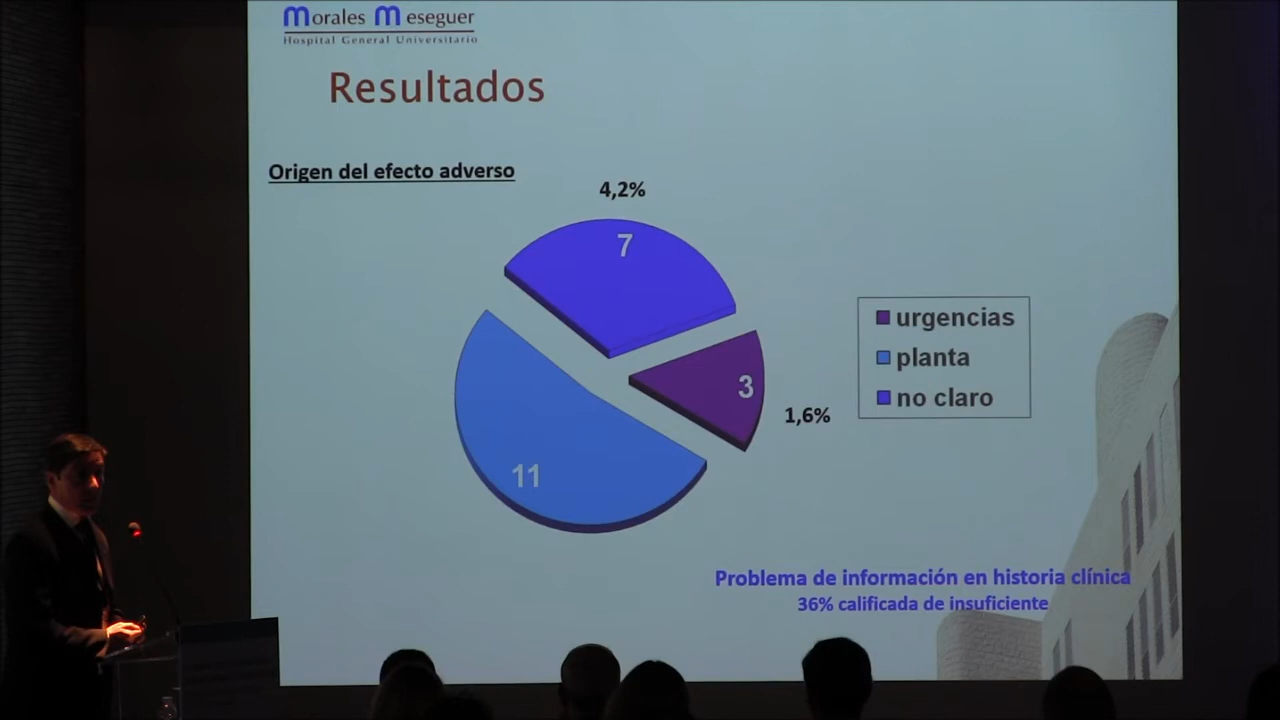 Morales Meseguer
Hospital General Universitario
Resultados
Origen del efecto adverso
4,2%
7
3
1,6%
11
urgencias
planta
no claro
Problema de información en historia clínica
36% calificada de insuficiente